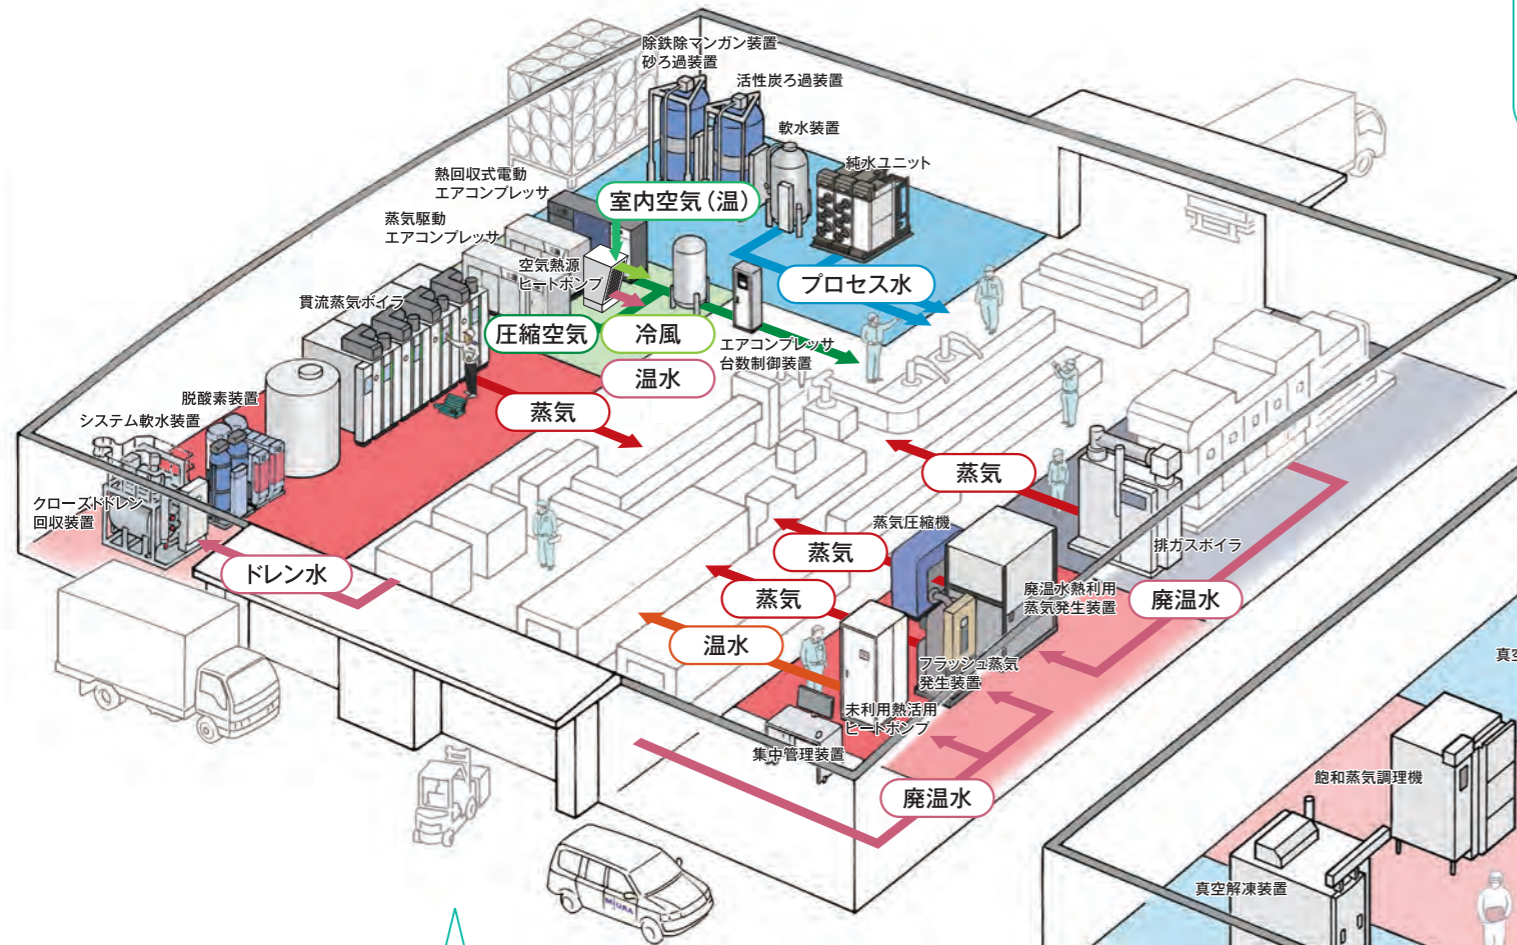 除鉄除マンガン装置
砂ろ過装置
活性炭ろ過装置
軟水装置
純水ユニット
熱回収式電動
エアコンプレッサ
室内空気（温）
蒸気駆動
エアコンプレッサ
空気熱源
ヒートポンプ
プロセス水
貫流蒸気ボイラ
圧縮空気
冷風
エアコンプレッサ
台数制御装置
温水
脱酸素装置
蒸気
システム軟水装置
蒸気
クローズドドレン
回収装置
蒸気圧縮機
排ガスボイラ
蒸気
ドレン水
廃温水熱利用
蒸気発生装置
廃温水
蒸気
温水
フラッシュ蒸気
発生装置
未利用熱活用
ヒートポンプ
集中管理装置
廃温水
真空
飽和蒸気調理機
真空解凍装置
MIURA